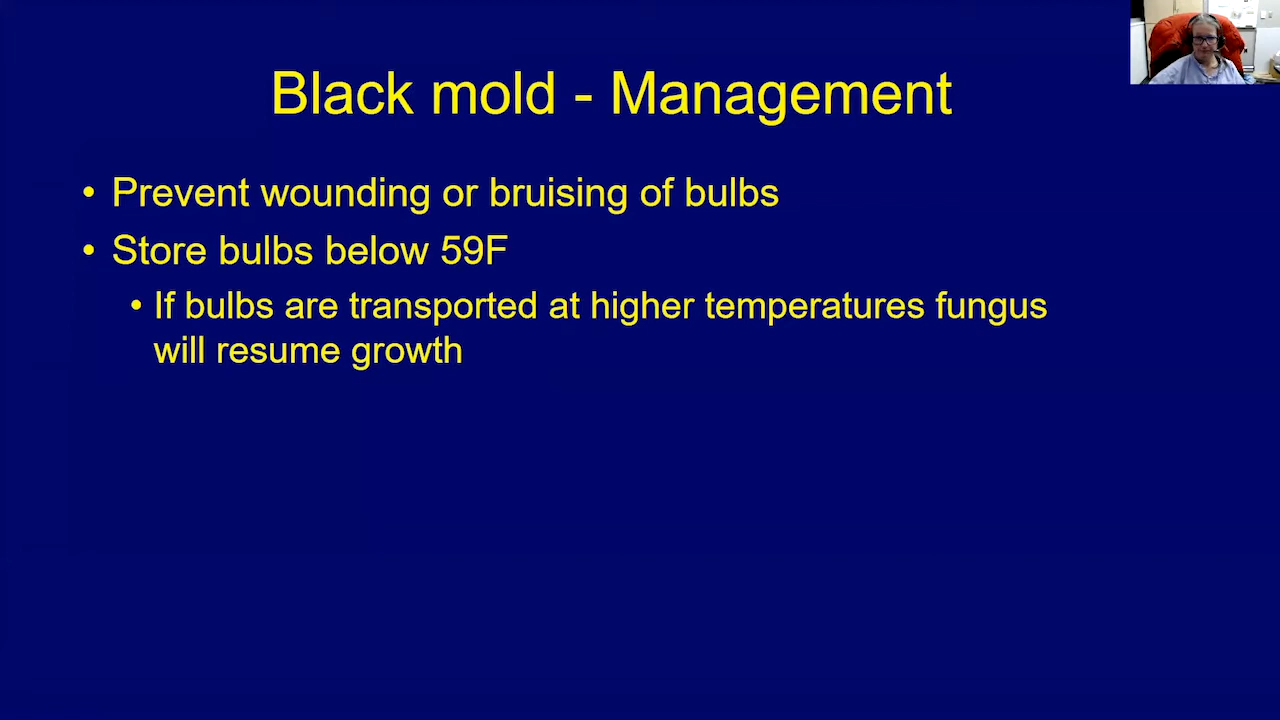 Black mold - Management
• Prevent wounding or bruising of bulbs
• Store bulbs below 59F
• If bulbs are transported at higher temperatures fungus
will resume growth